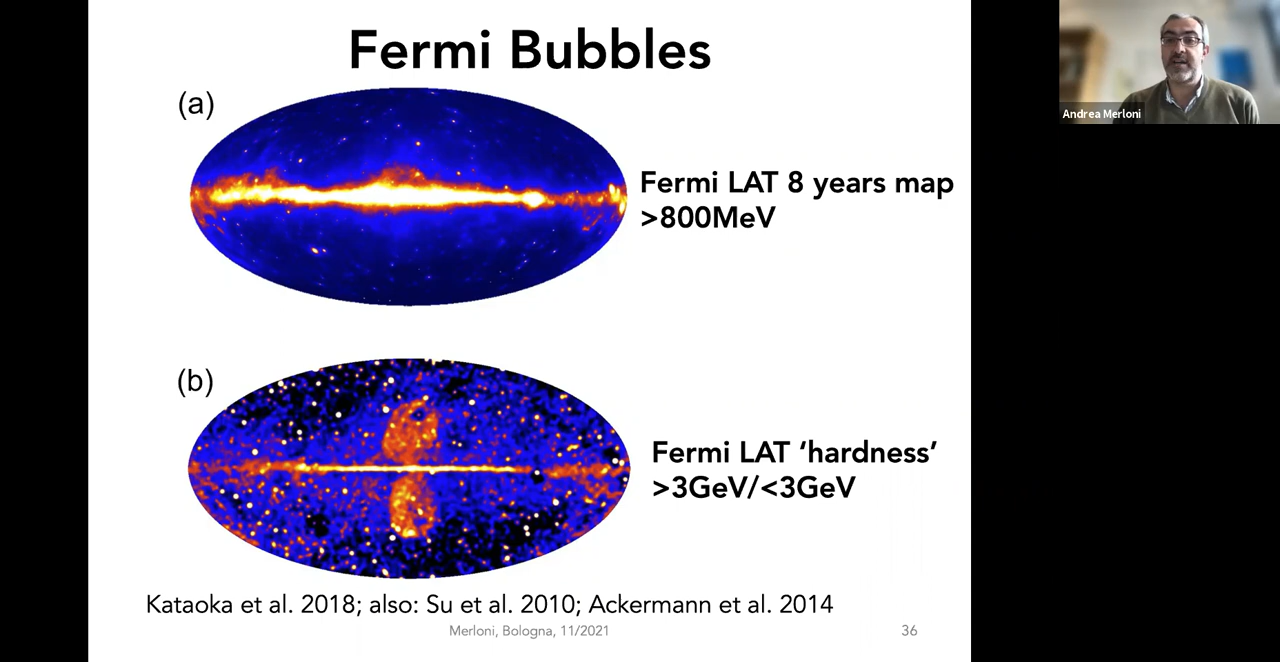 Fermi Bubbles
(a)
Fermi LAT 8 years map
>800MeV
(b)
Fermi LAT ‘hardness’
>3GeV/<3GeV
Kataoka et al. 2018; also: Su et al. 2010; Ackermann et al. 2014
Merloni, Bologna, 11/2021
36
Andrea Merloni